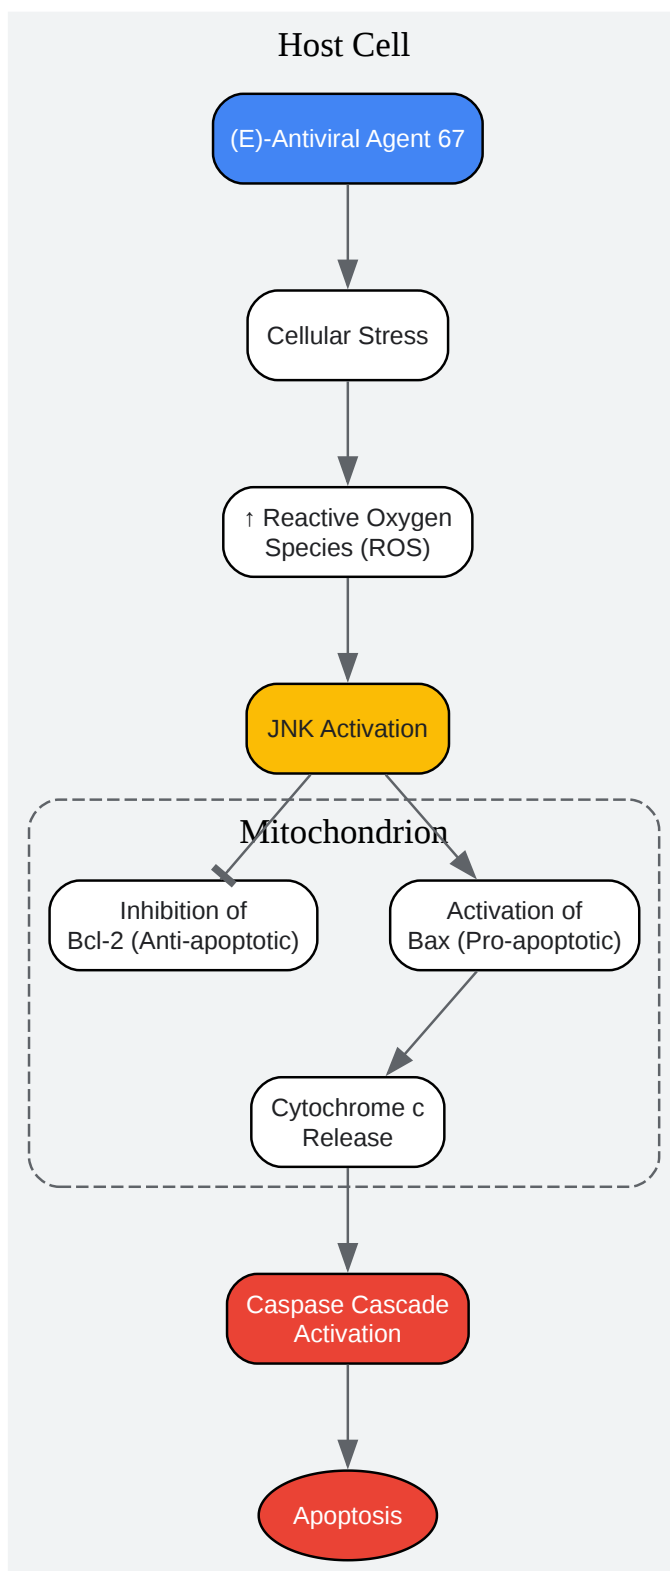 Host Cell
(E)-Antiviral Agent 67
Cellular Stress
↑ Reactive Oxygen
Species (ROS)
JNK Activation
Mitochondrion
Inhibition of
Bcl-2 (Anti-apoptotic)
Activation of
Bax (Pro-apoptotic)
Cytochrome c
Release
Caspase Cascade
Activation
Apoptosis